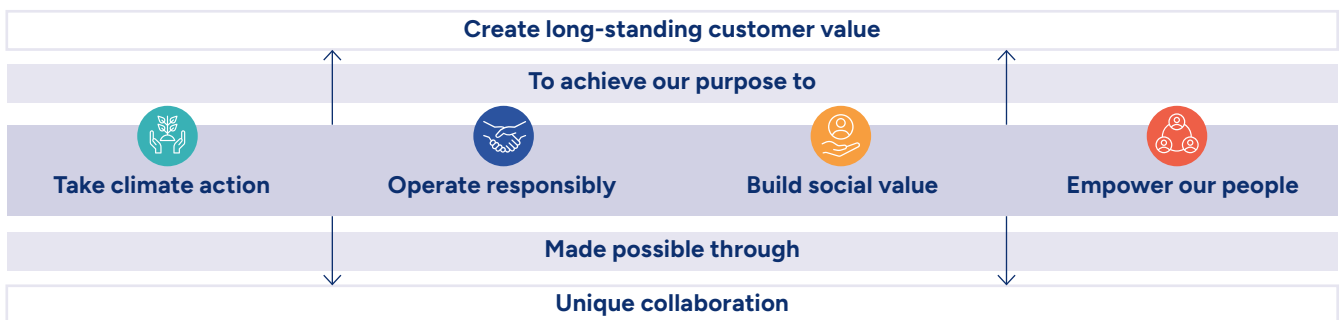 Create long-standing customer value
To achieve our purpose to
Take climate action
Operate responsibly
Build social value
Empower our people
Made possible through
Unique collaboration